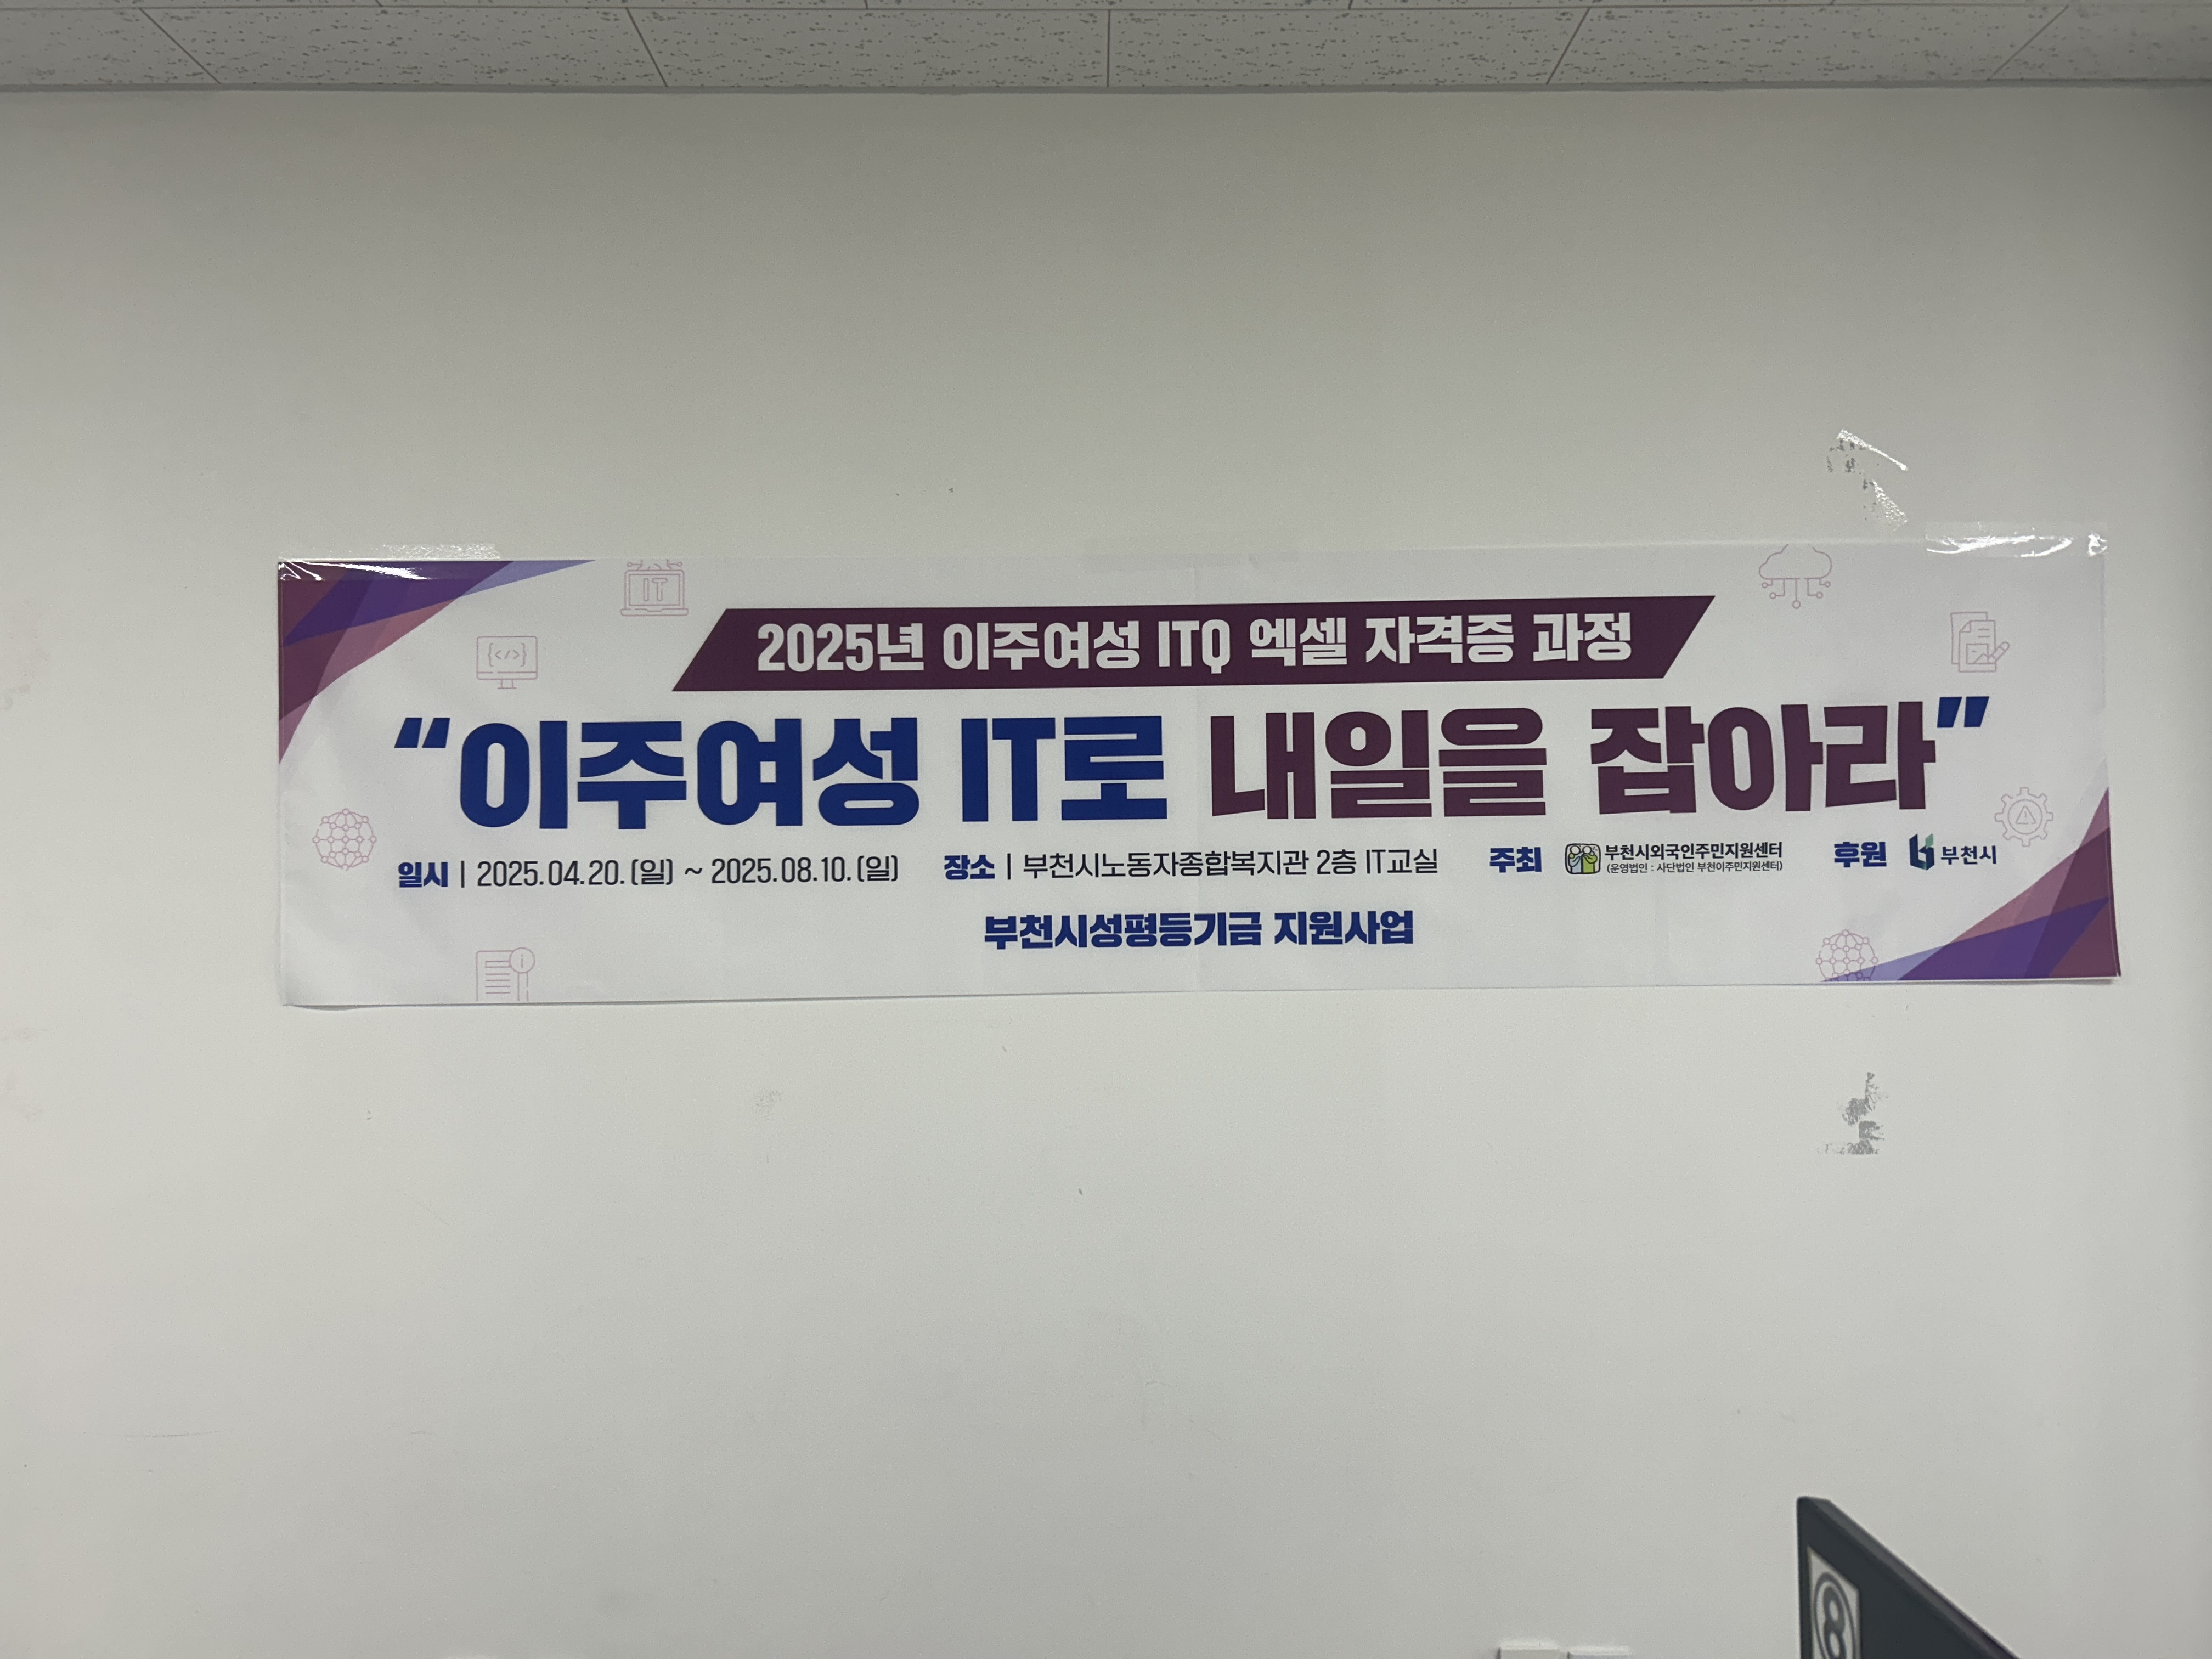 IT
{</>}
2025년 이주여성 ITQ 엑셀 자격증 과정
“이주여성 IT로 내일을 잡아라”
일시 | 2025.04.20.(일) ~ 2025.08.10.(일) 장소 | 부천시노동자종합복지관 2층 IT교실 주최 부천시외국인주민지원센터 후원 부천시
(운영법인 : 사단법인 부천이주민지원센터)
부천시성평등기금 지원사업
i
8